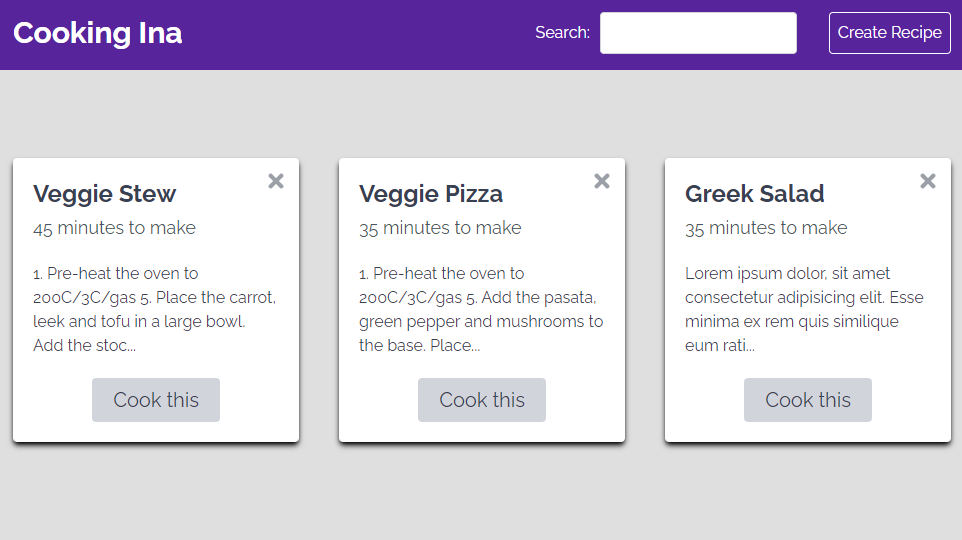 Cooking Ina
Search:
Create Recipe
Veggie Stew
45 minutes to make
1. Pre-heat the oven to
200C/3C/gas 5. Place the carrot,
leek and tofu in a large bowl.
Add the stoc...
Cook this
Veggie Pizza
35 minutes to make
1. Pre-heat the oven to
200C/3C/gas 5. Add the pasata,
green pepper and mushrooms to
the base. Place...
Cook this
Greek Salad
35 minutes to make
Lorem ipsum dolor, sit amet
consectetur adipisicing elit. Esse
minima ex rem quis similique
eum rati...
Cook this